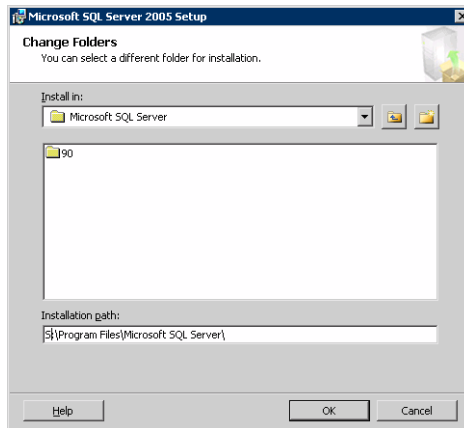 Microsoft SQL Server 2005 Setup
Change Folders
You can select a different folder for installation.
Install in:
Microsoft SQL Server
90
Installation path:
S:\Program Files\Microsoft SQL Server\
Help
OK
Cancel